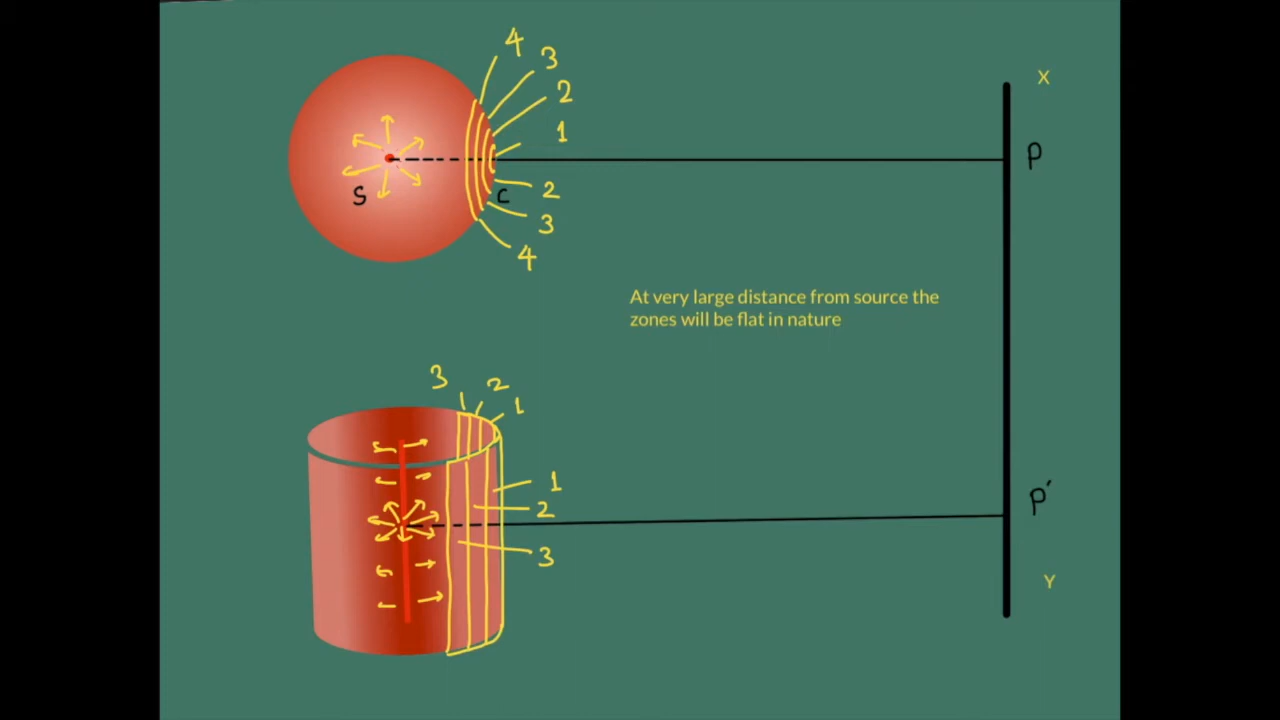 4
3
2
1
X
P
S
C
2
3
4
At very large distance from source the
zones will be flat in nature
3
2
1
1
2
3
P′
Y